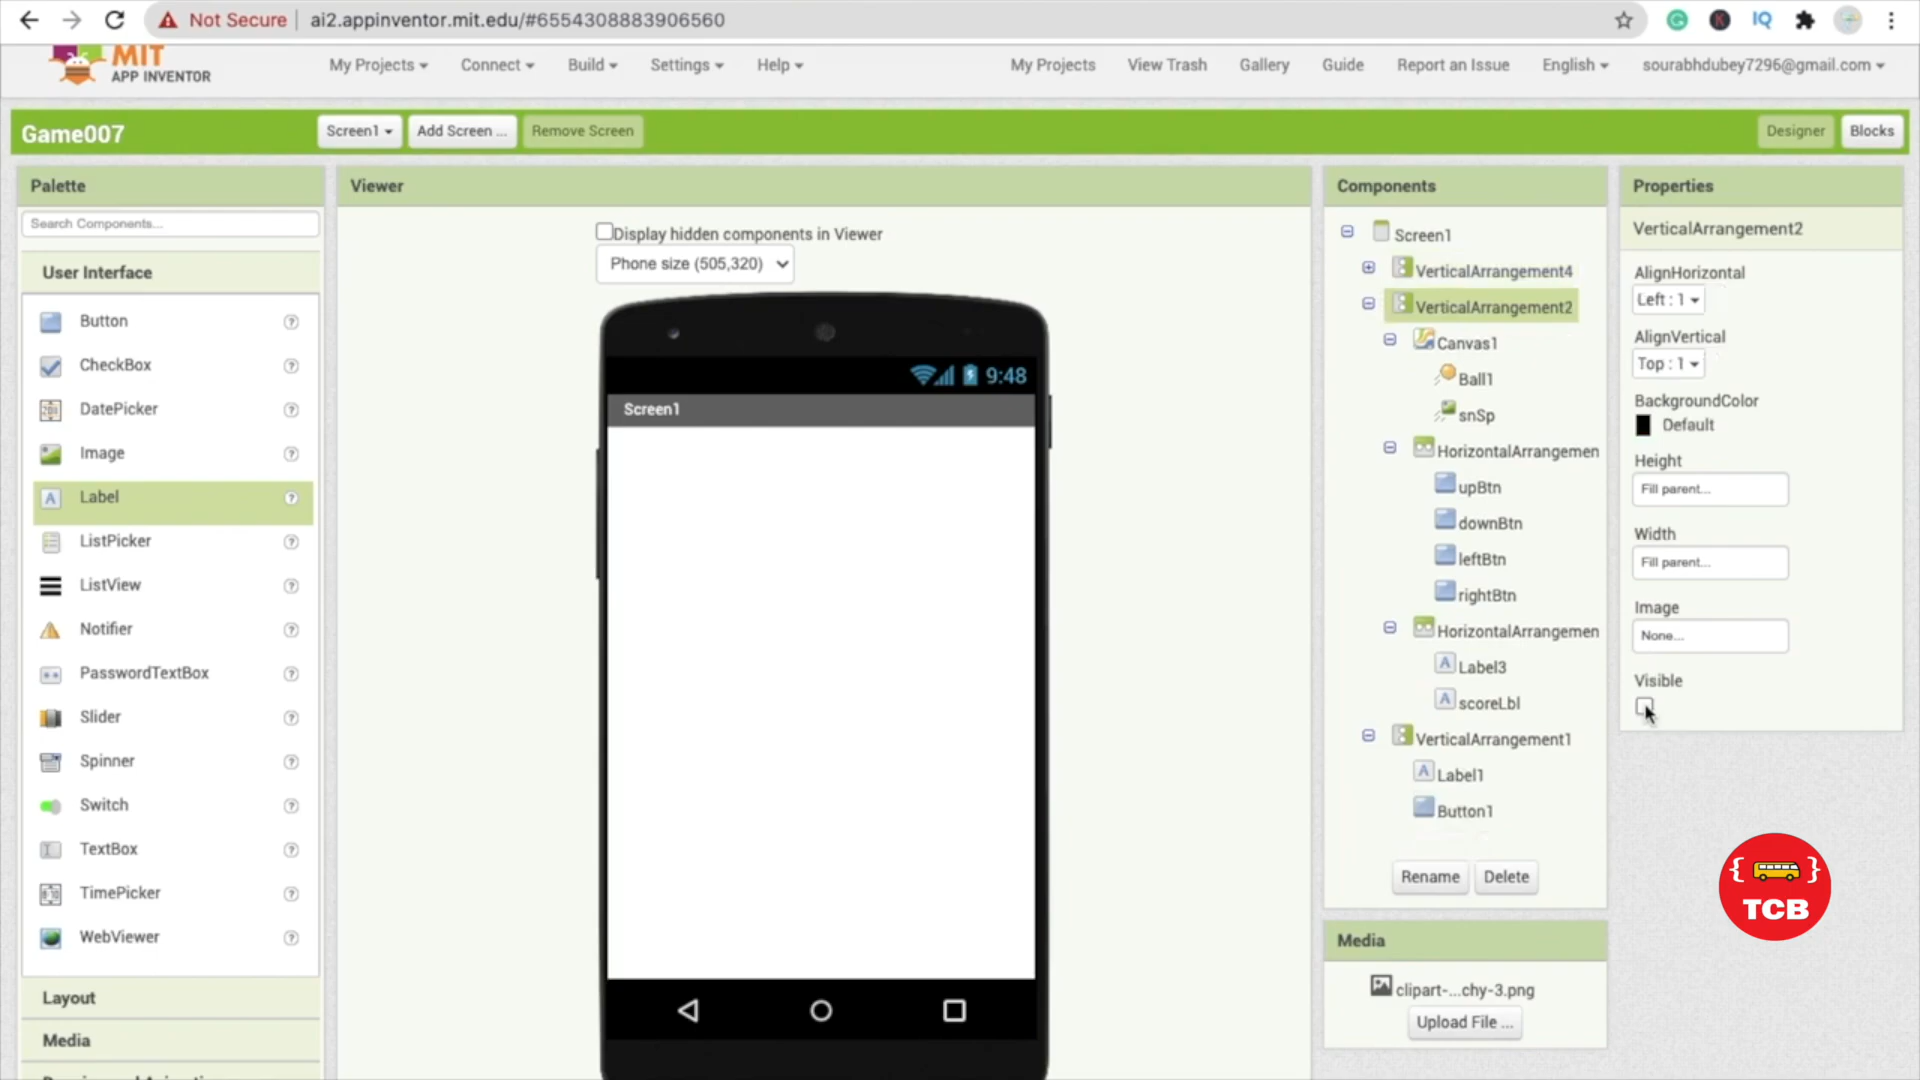 Not Secure
ai2.appinventor.mit.edu/#6554308883906560
IQ
MIT
APP INVENTOR
My Projects
Connect
Build
Settings
Help
My Projects
View Trash
Gallery
Guide
Report an Issue
English
sourabhdubey7296@gmail.com
Game007
Screen1
Add Screen ...
Remove Screen
Designer
Blocks
Palette
Search Components...
User Interface
Button
CheckBox
DatePicker
Image
Label
ListPicker
ListView
Notifier
PasswordTextBox
Slider
Spinner
Switch
TextBox
TimePicker
WebViewer
Layout
Media
Viewer
Display hidden components in Viewer
Phone size (505,320)
9:48
Screen1
Components
Screen1
VerticalArrangement4
VerticalArrangement2
Canvas1
Ball1
snSp
HorizontalArrangemen
upBtn
downBtn
leftBtn
rightBtn
HorizontalArrangemen
Label3
scoreLbl
VerticalArrangement1
Label1
Button1
Rename
Delete
Media
clipart-...chy-3.png
Upload File ...
Properties
VerticalArrangement2
AlignHorizontal
Left : 1
AlignVertical
Top : 1
BackgroundColor
Default
Height
Fill parent...
Width
Fill parent...
Image
None...
Visible
{ }
TCB